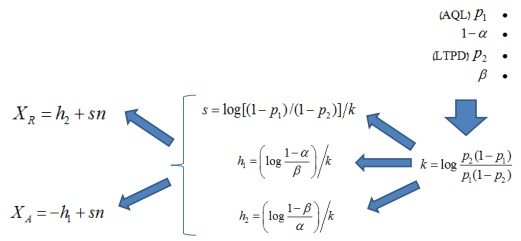 (AQL) p₁ •
1−α •
(LTPD) p₂ •
β •
s = log[(1−p₁)/(1−p₂)]/k
X_R = h₂ + sn
h₁ = (log (1−α)/β)/k
k = log p₂(1−p₁)/p₁(1−p₂)
X_A = −h₁ + sn
h₂ = (log (1−β)/α)/k